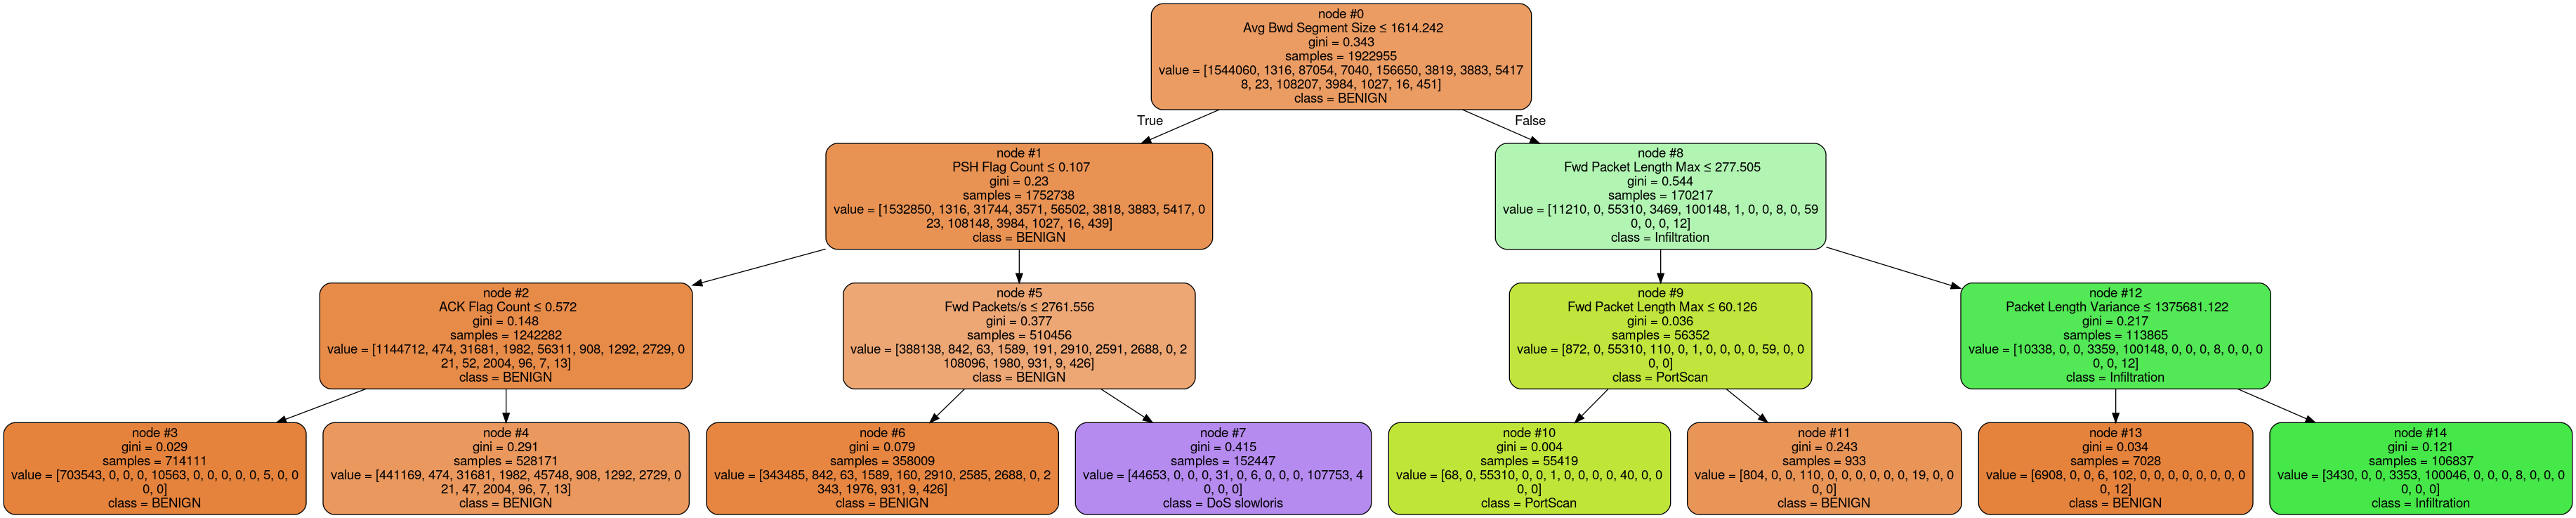 node #0
Avg Bwd Segment Size ≤ 1614.242
gini = 0.343
samples = 1922955
value = [1544060, 1316, 87054, 7040, 156650, 3819, 3883, 5417
8, 23, 108207, 3984, 1027, 16, 451]
class = BENIGN
True
False
node #1
PSH Flag Count ≤ 0.107
gini = 0.23
samples = 1752738
value = [1532850, 1316, 31744, 3571, 56502, 3818, 3883, 5417, 0
23, 108148, 3984, 1027, 16, 439]
class = BENIGN
node #8
Fwd Packet Length Max ≤ 277.505
gini = 0.544
samples = 170217
value = [11210, 0, 55310, 3469, 100148, 1, 0, 0, 8, 0, 59
0, 0, 0, 12]
class = Infiltration
node #2
ACK Flag Count ≤ 0.572
gini = 0.148
samples = 1242282
value = [1144712, 474, 31681, 1982, 56311, 908, 1292, 2729, 0
21, 52, 2004, 96, 7, 13]
class = BENIGN
node #5
Fwd Packets/s ≤ 2761.556
gini = 0.377
samples = 510456
value = [388138, 842, 63, 1589, 191, 2910, 2591, 2688, 0, 2
108096, 1980, 931, 9, 426]
class = BENIGN
node #9
Fwd Packet Length Max ≤ 60.126
gini = 0.036
samples = 56352
value = [872, 0, 55310, 110, 0, 1, 0, 0, 0, 0, 59, 0, 0
0, 0]
class = PortScan
node #12
Packet Length Variance ≤ 1375681.122
gini = 0.217
samples = 113865
value = [10338, 0, 0, 3359, 100148, 0, 0, 0, 8, 0, 0, 0
0, 0, 12]
class = Infiltration
node #3
gini = 0.029
samples = 714111
value = [703543, 0, 0, 0, 10563, 0, 0, 0, 0, 0, 5, 0, 0
0, 0]
class = BENIGN
node #4
gini = 0.291
samples = 528171
value = [441169, 474, 31681, 1982, 45748, 908, 1292, 2729, 0
21, 47, 2004, 96, 7, 13]
class = BENIGN
node #6
gini = 0.079
samples = 358009
value = [343485, 842, 63, 1589, 160, 2910, 2585, 2688, 0, 2
343, 1976, 931, 9, 426]
class = BENIGN
node #7
gini = 0.415
samples = 152447
value = [44653, 0, 0, 0, 31, 0, 6, 0, 0, 0, 107753, 4
0, 0, 0]
class = DoS slowloris
node #10
gini = 0.004
samples = 55419
value = [68, 0, 55310, 0, 0, 1, 0, 0, 0, 0, 40, 0, 0
0, 0]
class = PortScan
node #11
gini = 0.243
samples = 933
value = [804, 0, 0, 110, 0, 0, 0, 0, 0, 0, 19, 0, 0
0, 0]
class = BENIGN
node #13
gini = 0.034
samples = 7028
value = [6908, 0, 0, 6, 102, 0, 0, 0, 0, 0, 0, 0, 0
0, 12]
class = BENIGN
node #14
gini = 0.121
samples = 106837
value = [3430, 0, 0, 3353, 100046, 0, 0, 0, 8, 0, 0, 0
0, 0, 0]
class = Infiltration